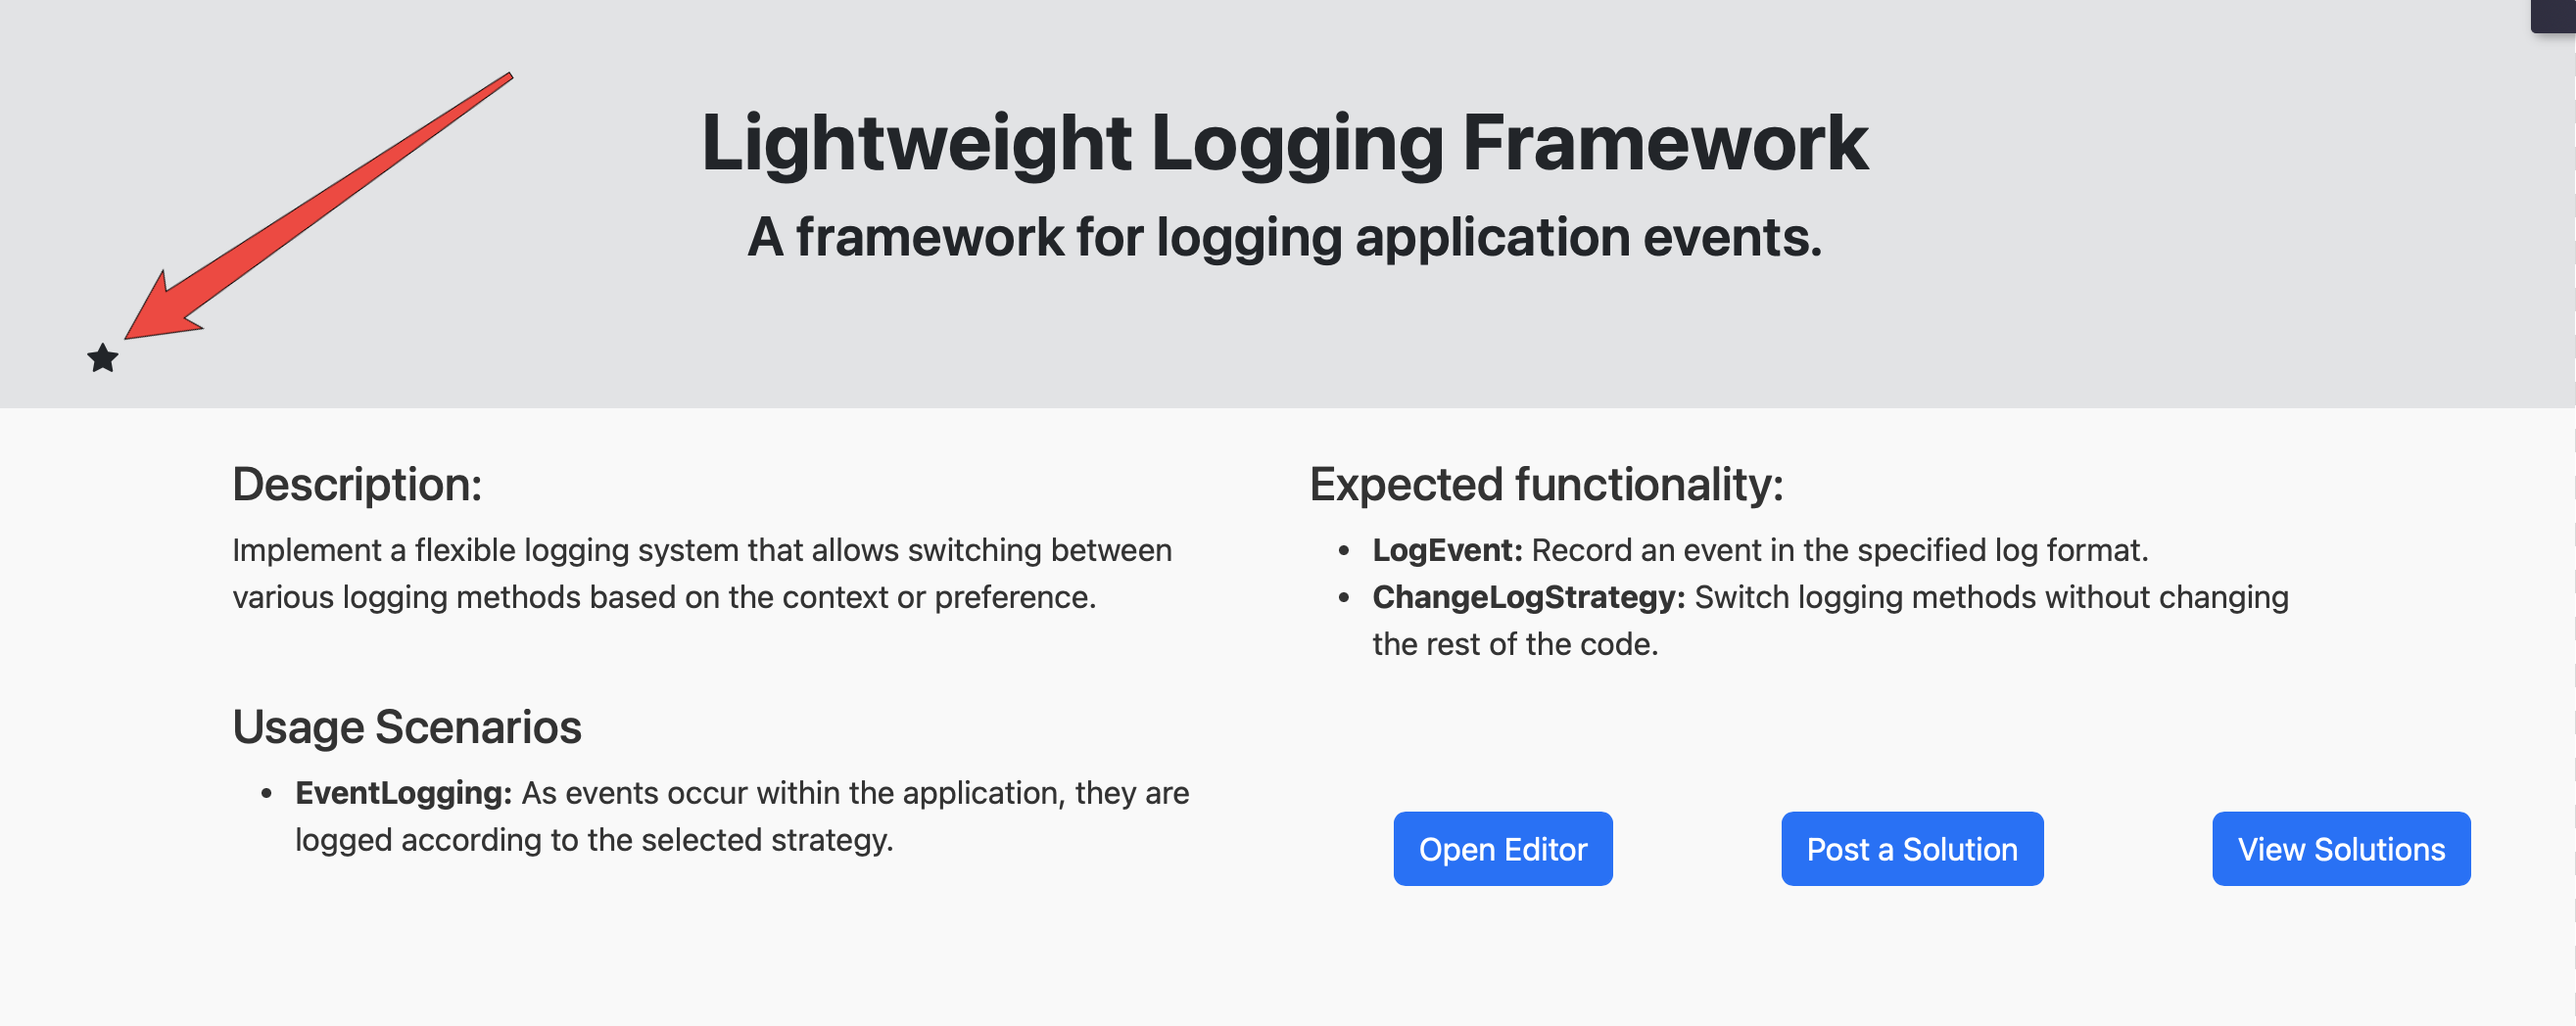 Lightweight Logging Framework
A framework for logging application events.
Description:
Implement a flexible logging system that allows switching between
various logging methods based on the context or preference.
Usage Scenarios
• EventLogging: As events occur within the application, they are
logged according to the selected strategy.
Expected functionality:
• LogEvent: Record an event in the specified log format.
• ChangeLogStrategy: Switch logging methods without changing
the rest of the code.
Open Editor
Post a Solution
View Solutions